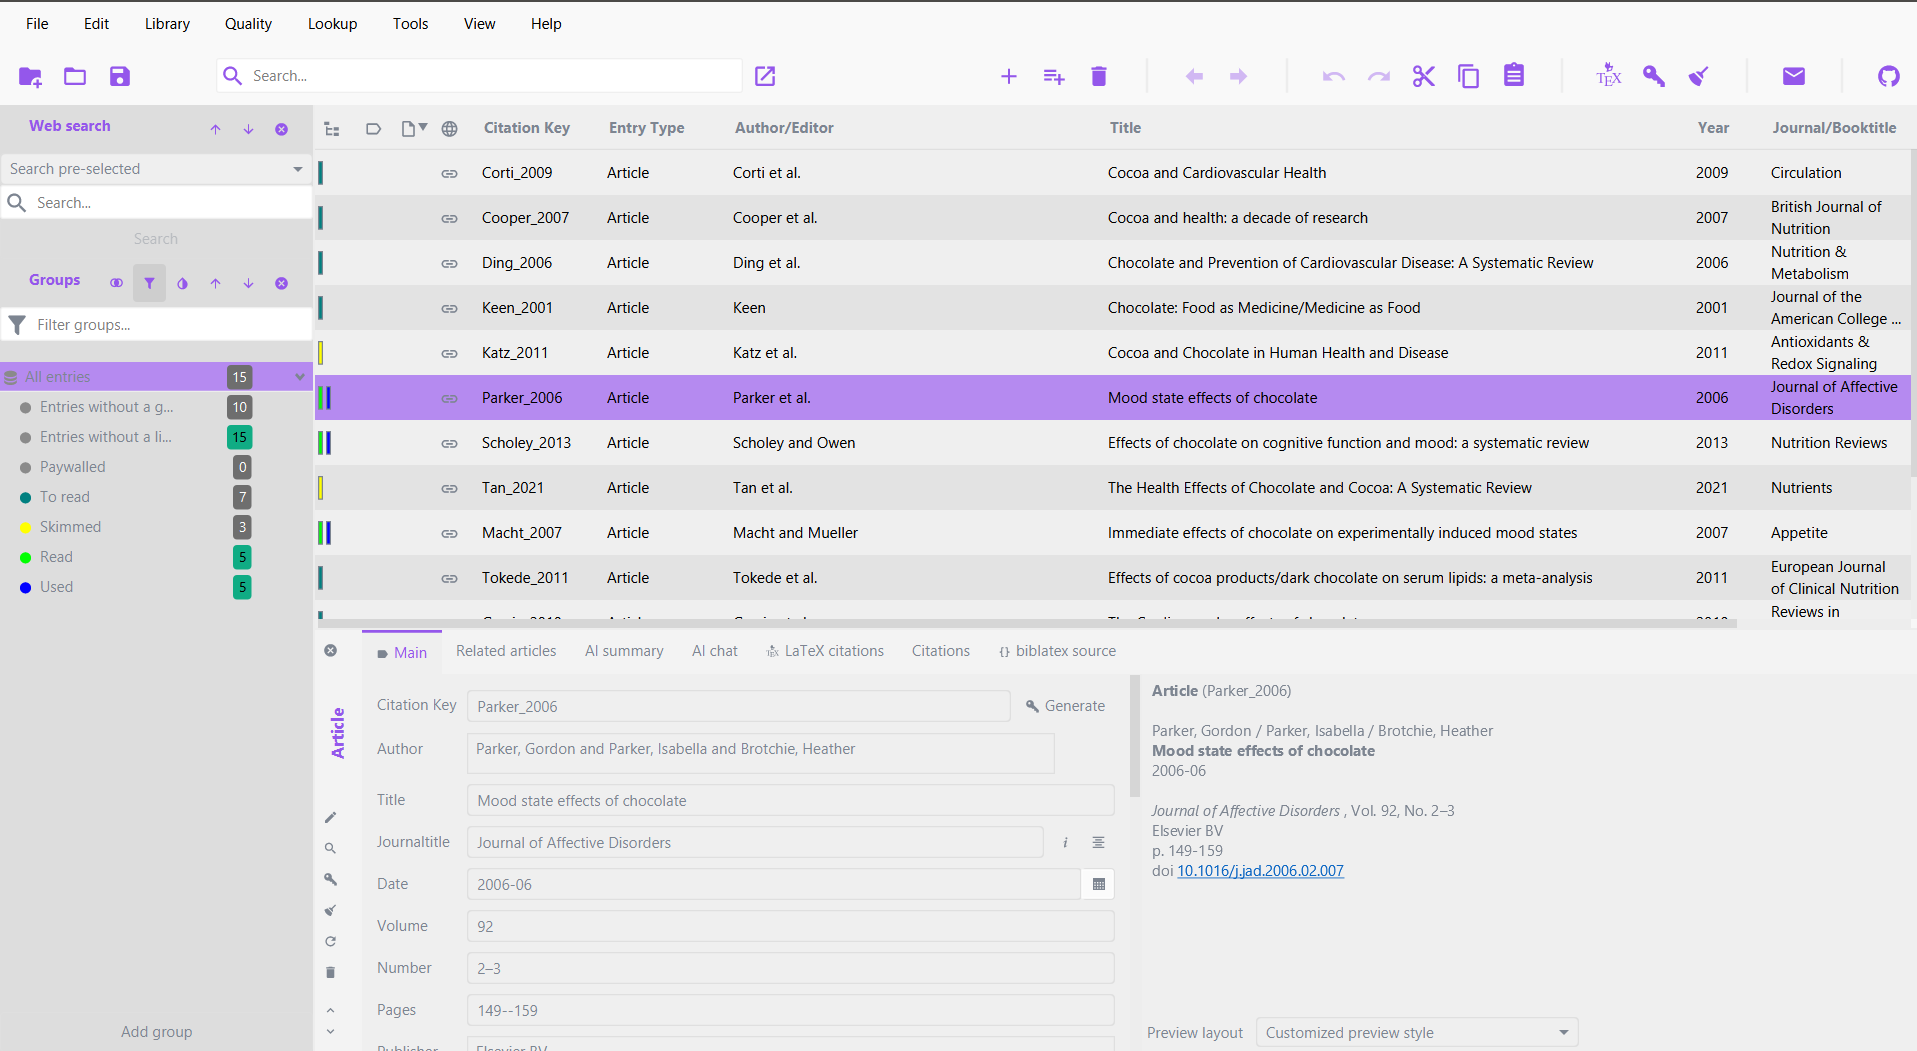 File Edit Library Quality Lookup Tools View Help
Search...
TEX
Web search
Search pre-selected
Search...
Search
Groups
Filter groups...
All entries 15
Entries without a g... 10
Entries without a li... 15
Paywalled 0
To read 7
Skimmed 3
Read 5
Used 5
Add group
Citation Key Entry Type Author/Editor Title Year Journal/Booktitle
Corti_2009 Article Corti et al. Cocoa and Cardiovascular Health 2009 Circulation
Cooper_2007 Article Cooper et al. Cocoa and health: a decade of research 2007 British Journal of
Nutrition
Ding_2006 Article Ding et al. Chocolate and Prevention of Cardiovascular Disease: A Systematic Review 2006 Nutrition &
Metabolism
Keen_2001 Article Keen Chocolate: Food as Medicine/Medicine as Food 2001 Journal of the
American College ...
Katz_2011 Article Katz et al. Cocoa and Chocolate in Human Health and Disease 2011 Antioxidants &
Redox Signaling
Parker_2006 Article Parker et al. Mood state effects of chocolate 2006 Journal of Affective
Disorders
Scholey_2013 Article Scholey and Owen Effects of chocolate on cognitive function and mood: a systematic review 2013 Nutrition Reviews
Tan_2021 Article Tan et al. The Health Effects of Chocolate and Cocoa: A Systematic Review 2021 Nutrients
Macht_2007 Article Macht and Mueller Immediate effects of chocolate on experimentally induced mood states 2007 Appetite
Tokede_2011 Article Tokede et al. Effects of cocoa products/dark chocolate on serum lipids: a meta-analysis 2011 European Journal
of Clinical Nutrition
Reviews in
Main Related articles AI summary AI chat TEX LaTeX citations Citations {} biblatex source
Article
Citation Key Parker_2006 Generate
Author Parker, Gordon and Parker, Isabella and Brotchie, Heather
Title Mood state effects of chocolate
Journaltitle Journal of Affective Disorders i
Date 2006-06
Volume 92
Number 2–3
Pages 149--159
Publisher Elsevier BV
Article (Parker_2006)
Parker, Gordon / Parker, Isabella / Brotchie, Heather
Mood state effects of chocolate
2006-06
Journal of Affective Disorders , Vol. 92, No. 2–3
Elsevier BV
p. 149-159
doi 10.1016/j.jad.2006.02.007
Preview layout Customized preview style